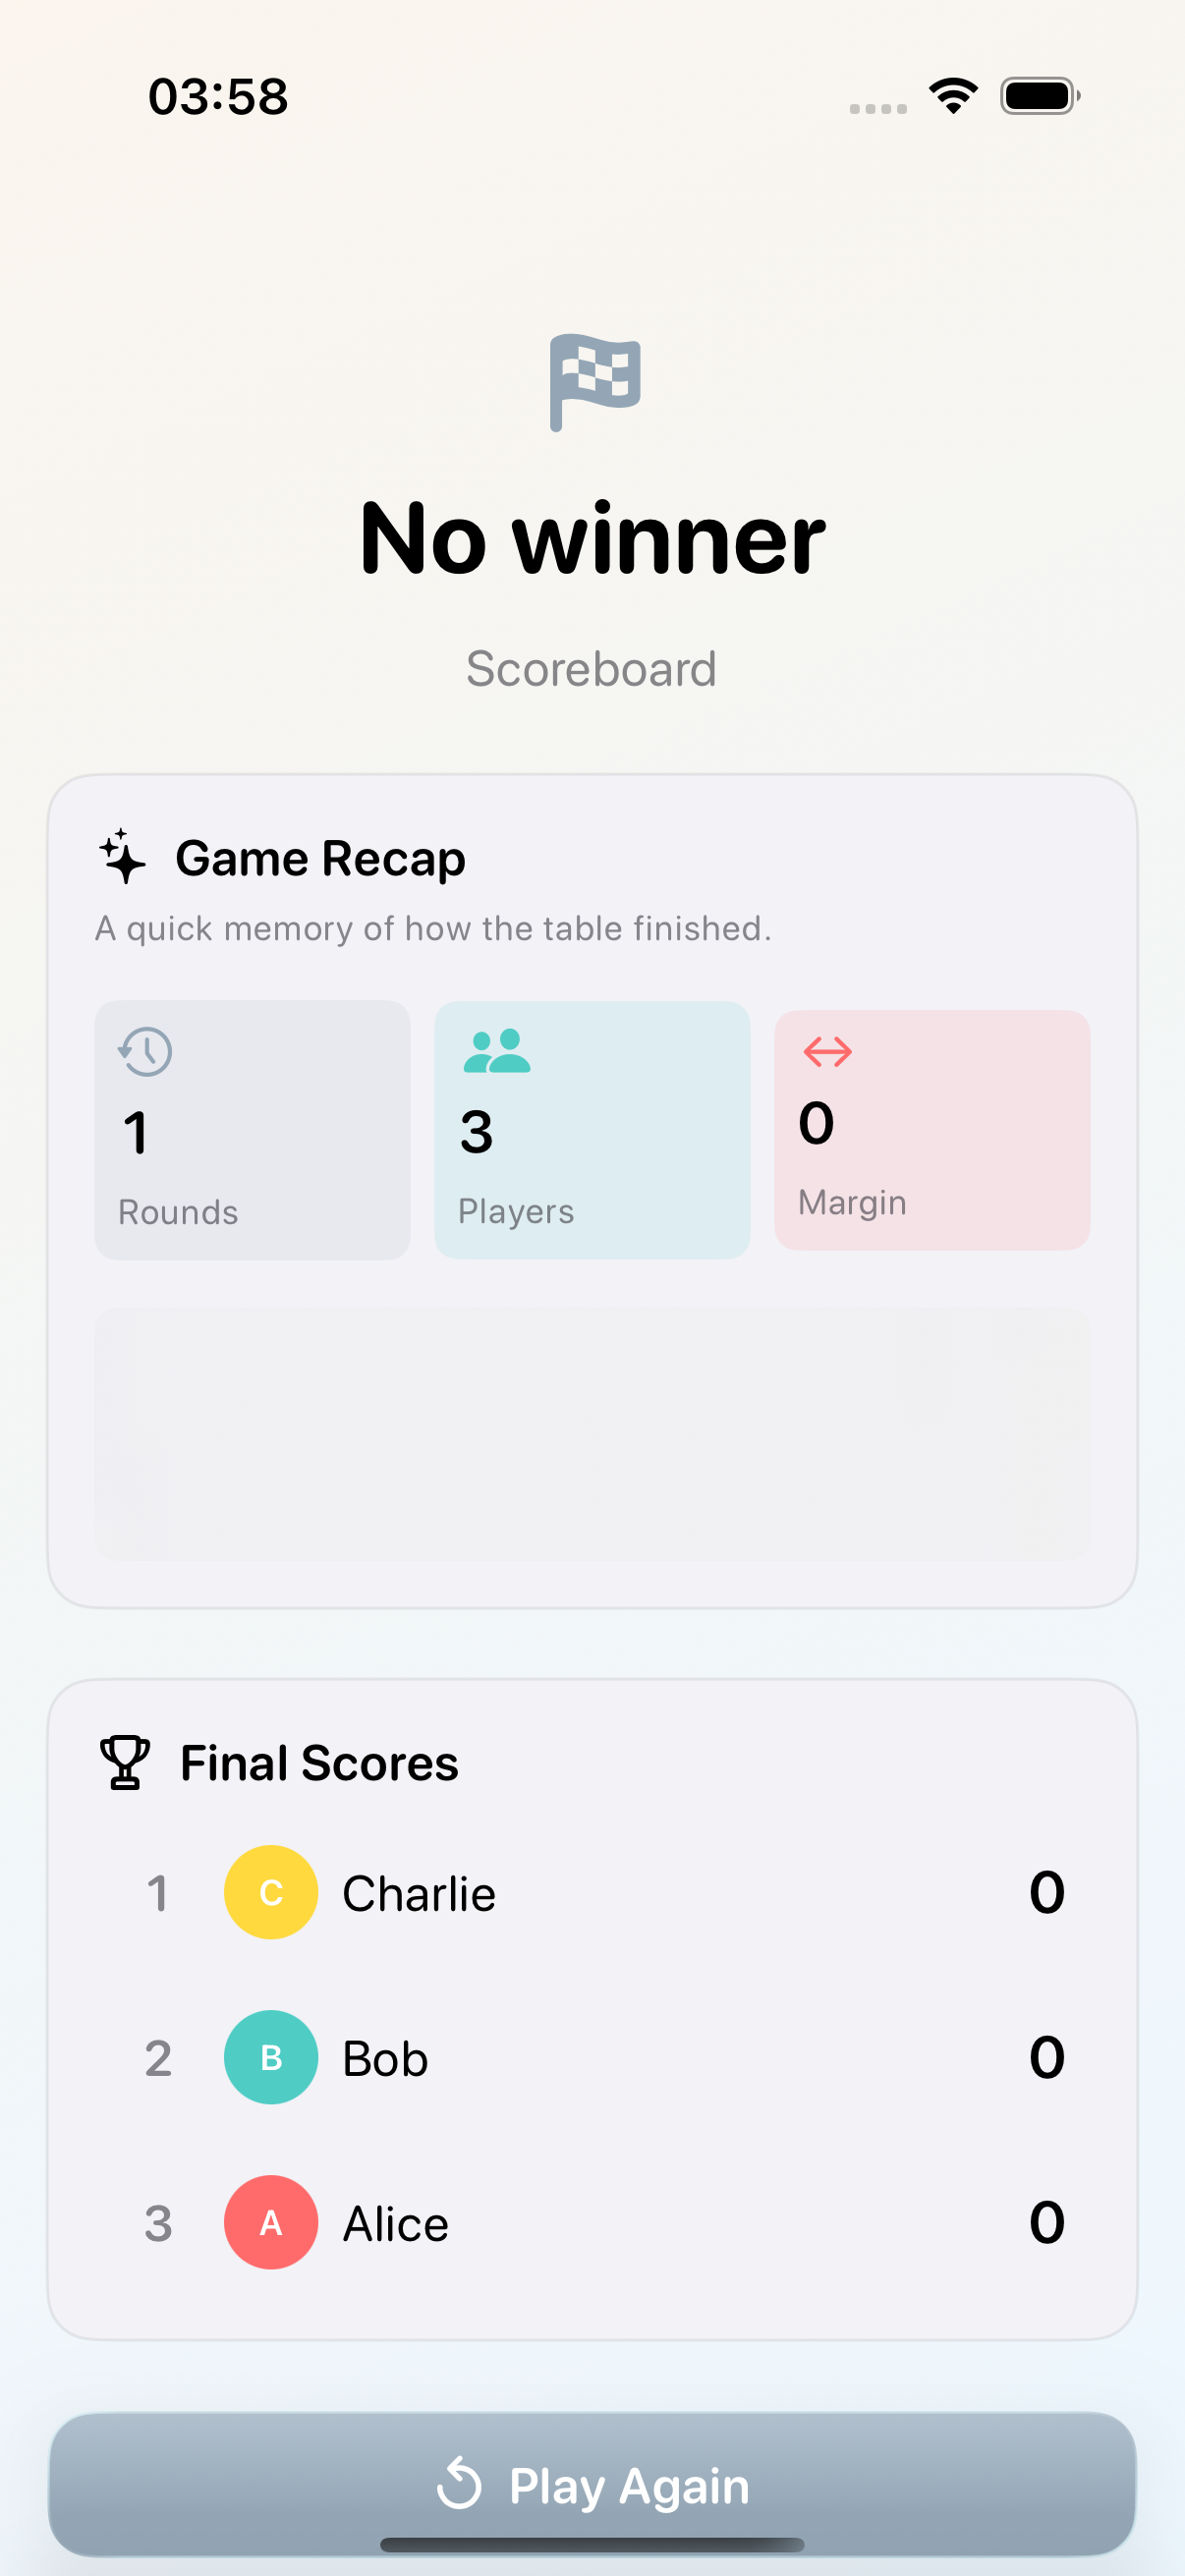 03:58
No winner
Scoreboard
Game Recap
A quick memory of how the table finished.
1
Rounds
3
Players
0
Margin
Final Scores
1 C Charlie 0
2 B Bob 0
3 A Alice 0
Play Again